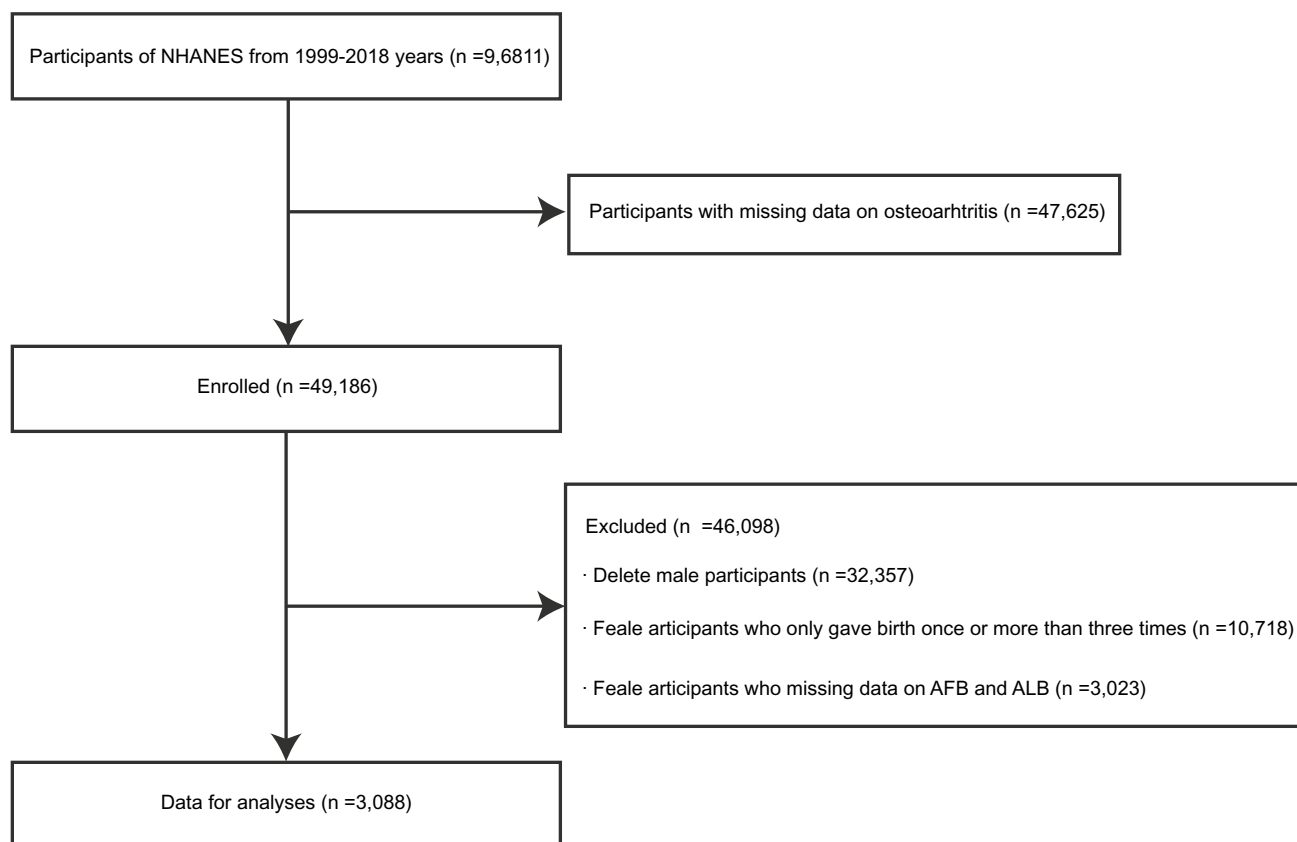 Participants of NHANES from 1999-2018 years (n =9,6811)
Participants with missing data on osteoarhtritis (n =47,625)
Enrolled (n =49,186)
Excluded (n  =46,098)
· Delete male participants (n =32,357)
· Feale articipants who only gave birth once or more than three times (n =10,718)
· Feale articipants who missing data on AFB and ALB (n =3,023)
Data for analyses (n =3,088)